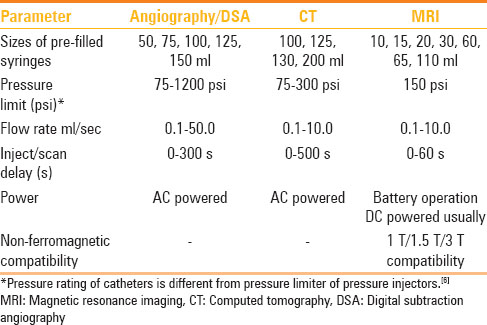 Parameter Angiography/DSA CT MRI
Sizes of pre-filled 50, 75, 100, 125, 100, 125, 10, 15, 20, 30, 60,
syringes 150 ml 130, 200 ml 65, 110 ml
Pressure 75-1200 psi 75-300 psi 150 psi
limit (psi)*
Flow rate ml/sec 0.1-50.0 0.1-10.0 0.1-10.0
Inject/scan 0-300 s 0-500 s 0-60 s
delay (s)
Power AC powered AC powered Battery operation
DC powered usually
Non-ferromagnetic - - 1 T/1.5 T/3 T
compatibility compatibility
*Pressure rating of catheters is different from pressure limiter of pressure injectors.[6]
MRI: Magnetic resonance imaging, CT: Computed tomography, DSA: Digital subtraction
angiography